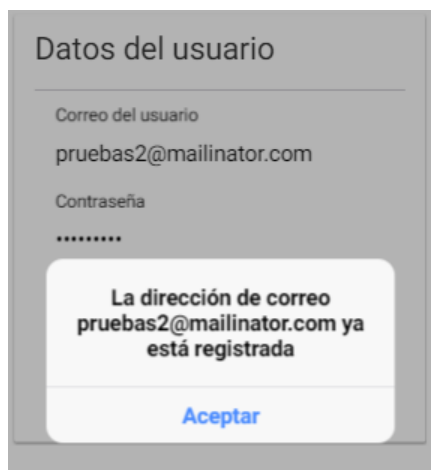 Datos del usuario
Correo del usuario
pruebas2@mailinator.com
Contraseña
•••••••••
La dirección de correo
pruebas2@mailinator.com ya
está registrada
Aceptar